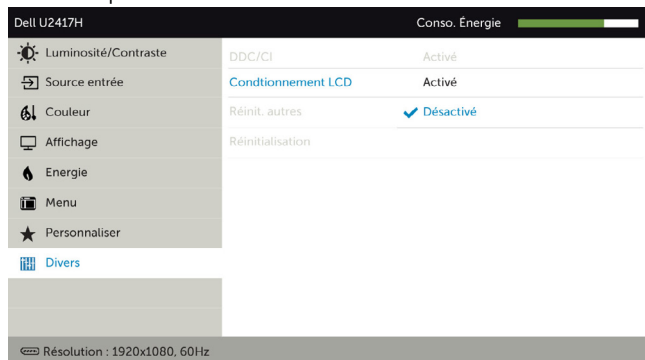 Dell U2417H Conso. Énergie
Luminosité/Contraste DDC/CI Activé
Source entrée Condtionnement LCD Activé
Couleur Réinit. autres Désactivé
Affichage Réinitialisation
Energie
Menu
Personnaliser
Divers
Résolution : 1920x1080, 60Hz